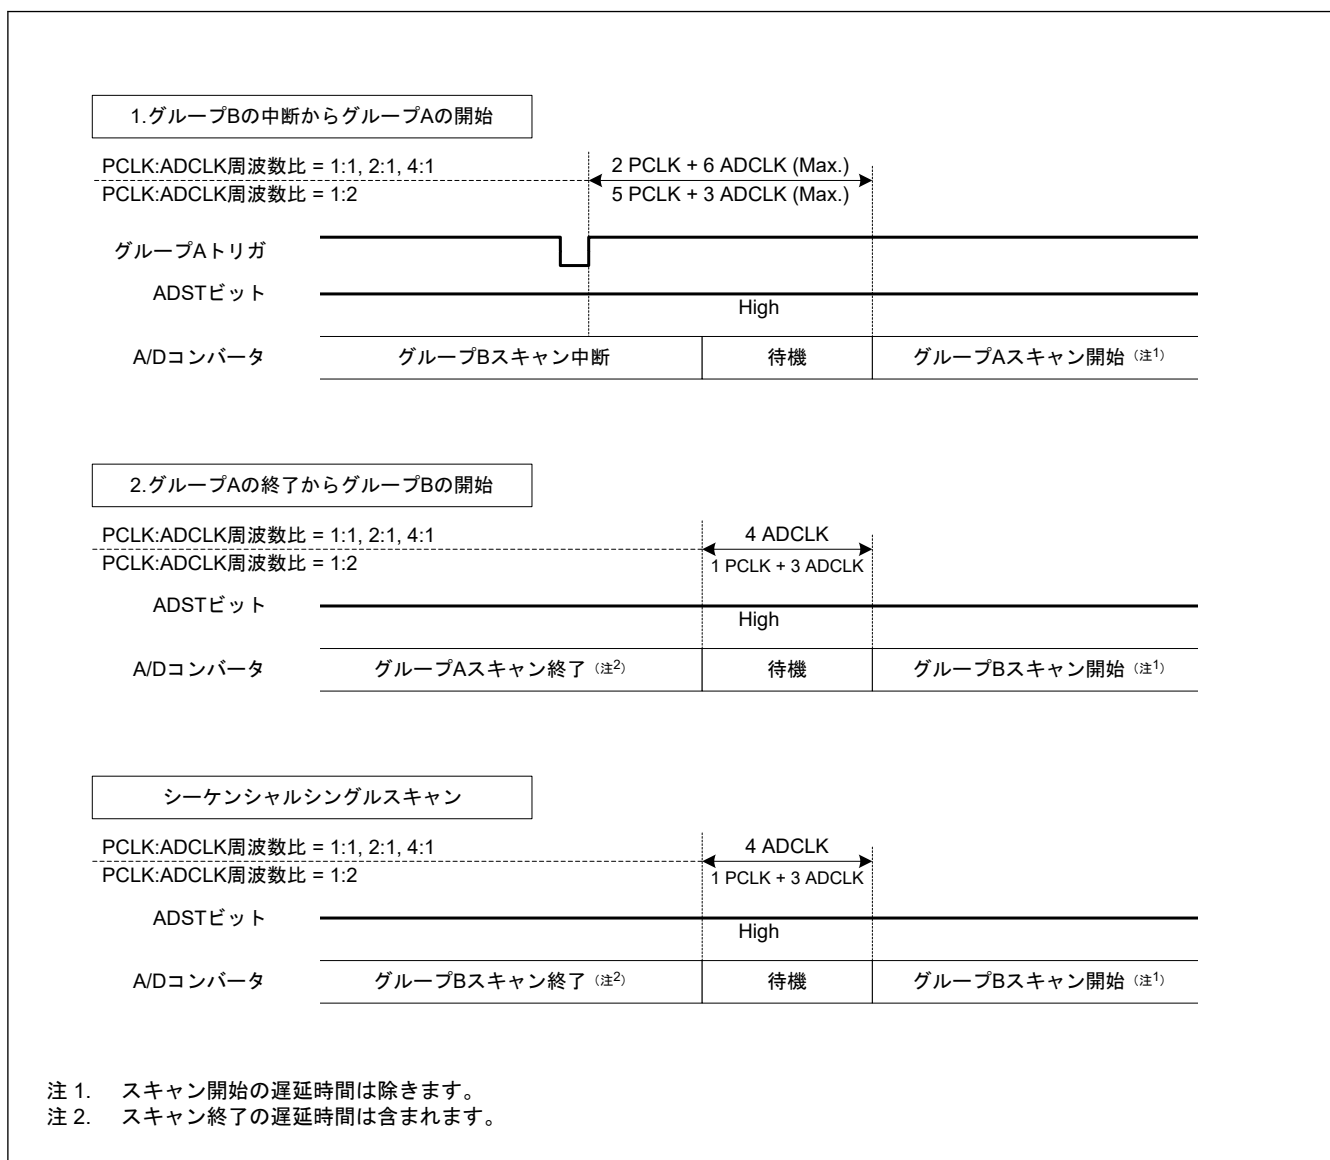 1.グループBの中断からグループAの開始
PCLK:ADCLK周波数比 = 1:1, 2:1, 4:1
2 PCLK + 6 ADCLK (Max.)
PCLK:ADCLK周波数比 = 1:2
5 PCLK + 3 ADCLK (Max.)
グループAトリガ
ADSTビット
High
A/Dコンバータ
グループBスキャン中断
待機
グループAスキャン開始（注1）
2.グループAの終了からグループBの開始
PCLK:ADCLK周波数比 = 1:1, 2:1, 4:1
4 ADCLK
PCLK:ADCLK周波数比 = 1:2
1 PCLK + 3 ADCLK
ADSTビット
High
A/Dコンバータ
グループAスキャン終了（注2）
待機
グループBスキャン開始（注1）
シーケンシャルシングルスキャン
PCLK:ADCLK周波数比 = 1:1, 2:1, 4:1
4 ADCLK
PCLK:ADCLK周波数比 = 1:2
1 PCLK + 3 ADCLK
ADSTビット
High
A/Dコンバータ
グループBスキャン終了（注2）
待機
グループBスキャン開始（注1）
注 1. スキャン開始の遅延時間は除きます。
注 2. スキャン終了の遅延時間は含まれます。